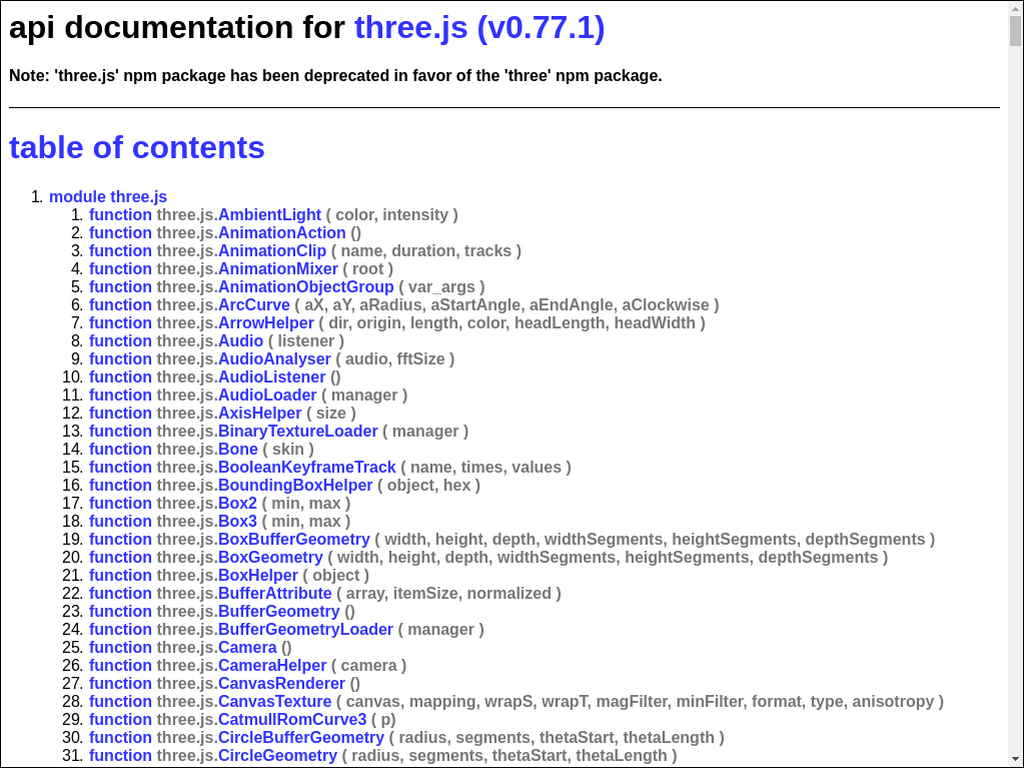 api documentation for three.js (v0.77.1)
Note: 'three.js' npm package has been deprecated in favor of the 'three' npm package.
table of contents
1. module three.js
1. function three.js.AmbientLight ( color, intensity )
2. function three.js.AnimationAction ()
3. function three.js.AnimationClip ( name, duration, tracks )
4. function three.js.AnimationMixer ( root )
5. function three.js.AnimationObjectGroup ( var_args )
6. function three.js.ArcCurve ( aX, aY, aRadius, aStartAngle, aEndAngle, aClockwise )
7. function three.js.ArrowHelper ( dir, origin, length, color, headLength, headWidth )
8. function three.js.Audio ( listener )
9. function three.js.AudioAnalyser ( audio, fftSize )
10. function three.js.AudioListener ()
11. function three.js.AudioLoader ( manager )
12. function three.js.AxisHelper ( size )
13. function three.js.BinaryTextureLoader ( manager )
14. function three.js.Bone ( skin )
15. function three.js.BooleanKeyframeTrack ( name, times, values )
16. function three.js.BoundingBoxHelper ( object, hex )
17. function three.js.Box2 ( min, max )
18. function three.js.Box3 ( min, max )
19. function three.js.BoxBufferGeometry ( width, height, depth, widthSegments, heightSegments, depthSegments )
20. function three.js.BoxGeometry ( width, height, depth, widthSegments, heightSegments, depthSegments )
21. function three.js.BoxHelper ( object )
22. function three.js.BufferAttribute ( array, itemSize, normalized )
23. function three.js.BufferGeometry ()
24. function three.js.BufferGeometryLoader ( manager )
25. function three.js.Camera ()
26. function three.js.CameraHelper ( camera )
27. function three.js.CanvasRenderer ()
28. function three.js.CanvasTexture ( canvas, mapping, wrapS, wrapT, magFilter, minFilter, format, type, anisotropy )
29. function three.js.CatmullRomCurve3 ( p)
30. function three.js.CircleBufferGeometry ( radius, segments, thetaStart, thetaLength )
31. function three.js.CircleGeometry ( radius, segments, thetaStart, thetaLength )